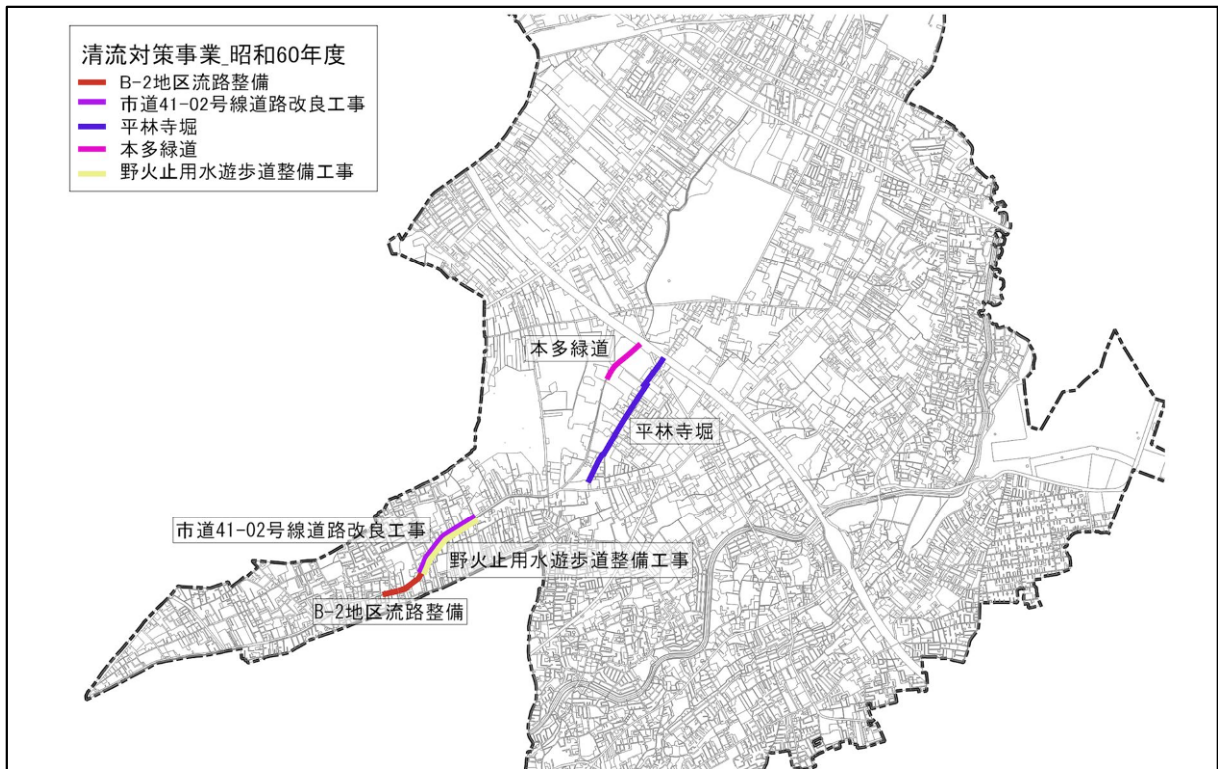 清流対策事業_昭和60年度
B-2地区流路整備
市道41-02号線道路改良工事
平林寺堀
本多緑道
野火止用水遊歩道整備工事
本多緑道
平林寺堀
市道41-02号線道路改良工事
野火止用水遊歩道整備工事
B-2地区流路整備